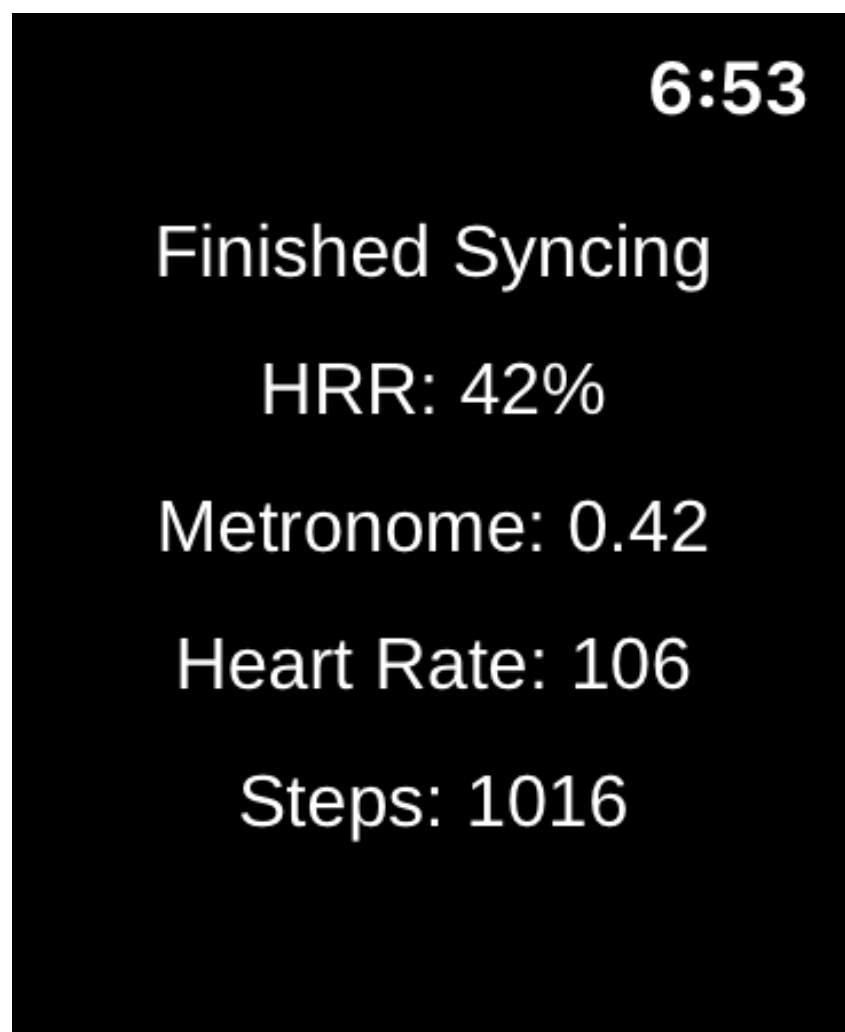 6:53
Finished Syncing
HRR: 42%
Metronome: 0.42
Heart Rate: 106
Steps: 1016